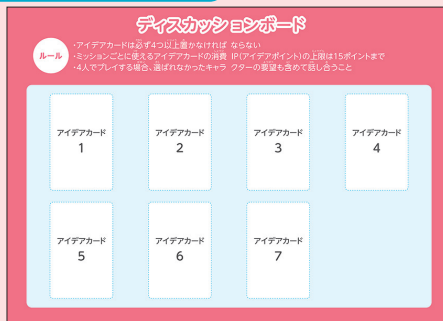 ディスカッションボード
ルール
・アイデアカードは必ず4つ以上置かなければ ならない
・ミッションごとに使えるアイデアカードの消費 IP(アイデアポイント)の上限は15ポイントまで
・4人でプレイする場合、選ばれなかったキャラ クターの要望も含めて話し合うこと
アイデアカード
1
アイデアカード
2
アイデアカード
3
アイデアカード
4
アイデアカード
5
アイデアカード
6
アイデアカード
7